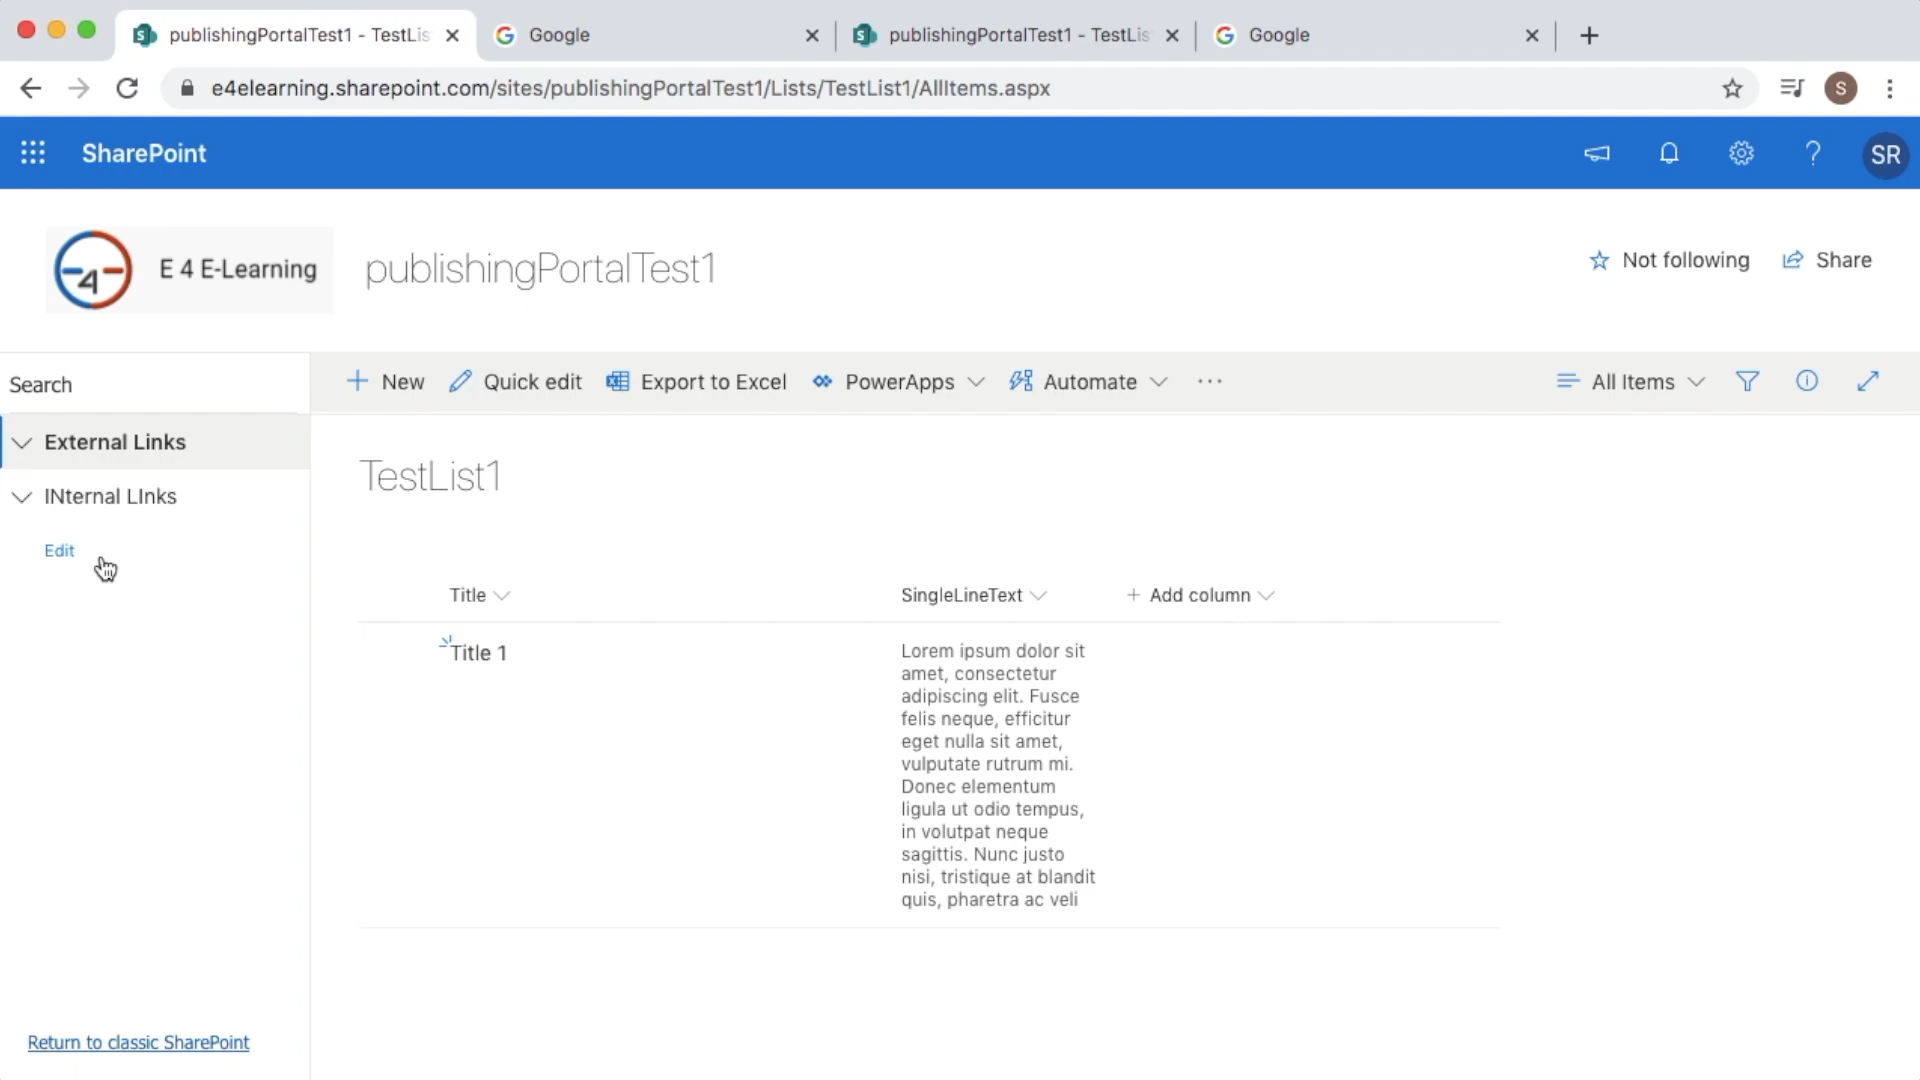 publishingPortalTest1 - TestLis
Google
publishingPortalTest1 - TestLis
Google
e4elearning.sharepoint.com/sites/publishingPortalTest1/Lists/TestList1/AllItems.aspx
S
SharePoint
SR
-4-
E 4 E-Learning
publishingPortalTest1
Not following
Share
Search
New
Quick edit
Export to Excel
PowerApps
Automate
All Items
External Links
INternal LInks
Edit
TestList1
Title
SingleLineText
Add column
Title 1
Lorem ipsum dolor sit
amet, consectetur
adipiscing elit. Fusce
felis neque, efficitur
eget nulla sit amet,
vulputate rutrum mi.
Donec elementum
ligula ut odio tempus,
in volutpat neque
sagittis. Nunc justo
nisi, tristique at blandit
quis, pharetra ac veli
Return to classic SharePoint